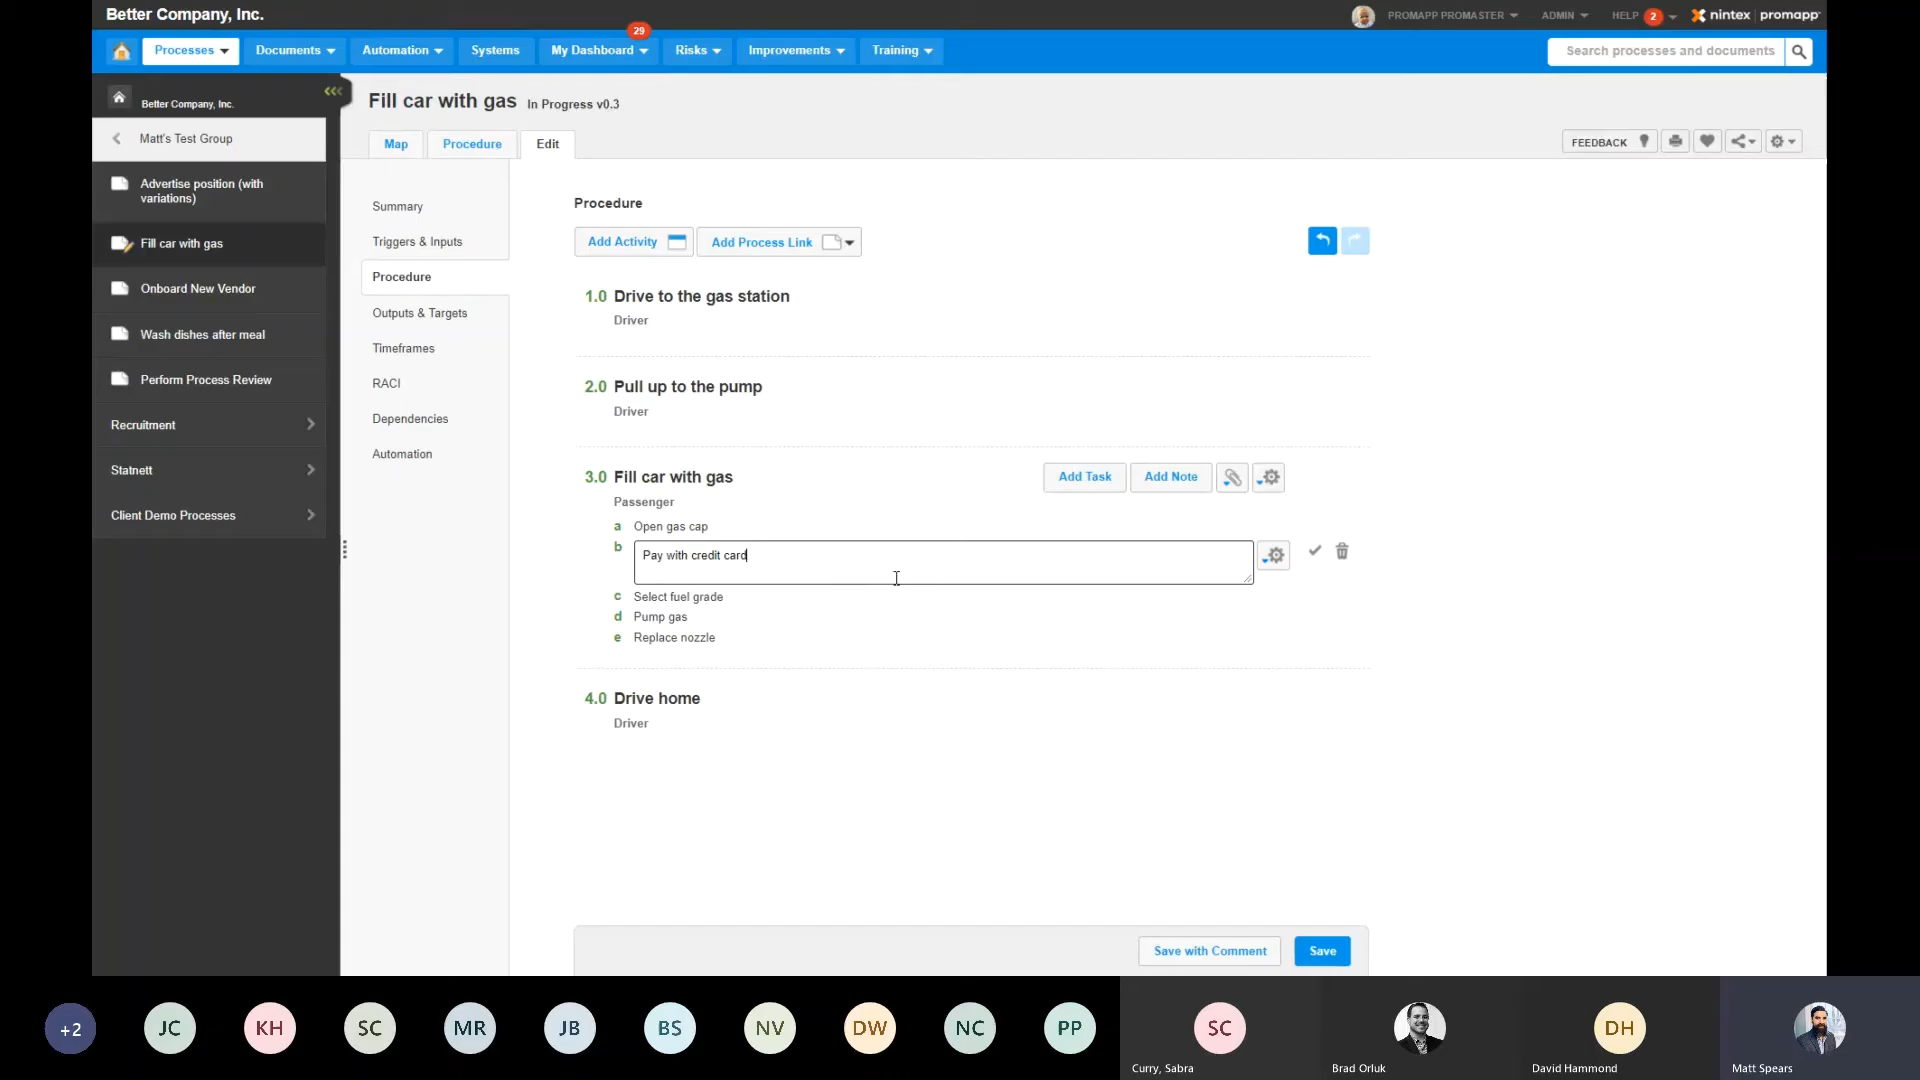 Better Company, Inc.
PROMAPP PROMASTER
ADMIN
HELP 2
nintex promapp
Processes
Documents
Automation
Systems
My Dashboard
29
Risks
Improvements
Training
Search processes and documents
Better Company, Inc.
Matt's Test Group
Advertise position (with
variations)
Fill car with gas
Onboard New Vendor
Wash dishes after meal
Perform Process Review
Recruitment
Statnett
Client Demo Processes
Fill car with gas In Progress v0.3
Map
Procedure
Edit
FEEDBACK
Summary
Triggers & Inputs
Procedure
Outputs & Targets
Timeframes
RACI
Dependencies
Automation
Procedure
Add Activity
Add Process Link
1.0 Drive to the gas station
Driver
2.0 Pull up to the pump
Driver
3.0 Fill car with gas
Add Task
Add Note
Passenger
a Open gas cap
b Pay with credit card
c Select fuel grade
d Pump gas
e Replace nozzle
4.0 Drive home
Driver
Save with Comment
Save
+2
JC
KH
SC
MR
JB
BS
NV
DW
NC
PP
SC
DH
Curry, Sabra
Brad Orluk
David Hammond
Matt Spears